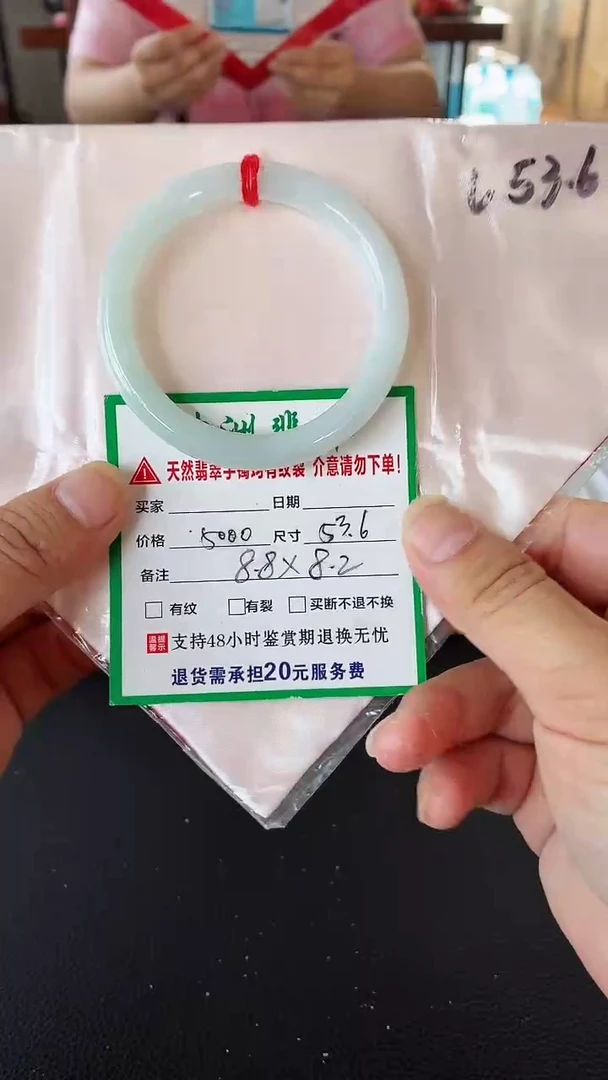 53.6
天然翡翠手镯均有纹裂 介意请勿下单!
买家 日期
价格 5000 尺寸 53.6
备注 8.8×8.2
有纹 有裂 买断不退不换
温馨提示 支持48小时鉴赏期退换无忧
退货需承担20元服务费